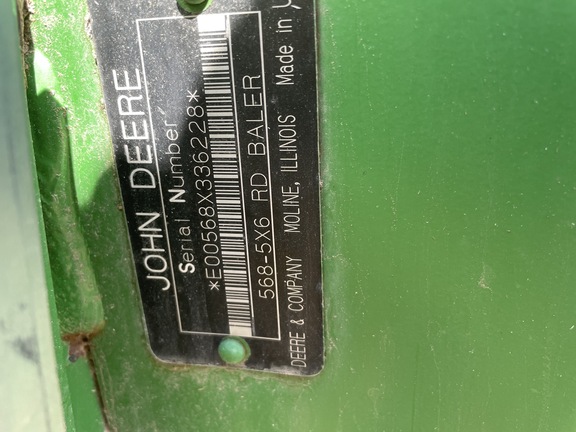 JOHN DEERE
Serial Number
*E00568X336228*
568-5X6 RD BALER
DEERE & COMPANY MOLINE, ILLINOIS Made in